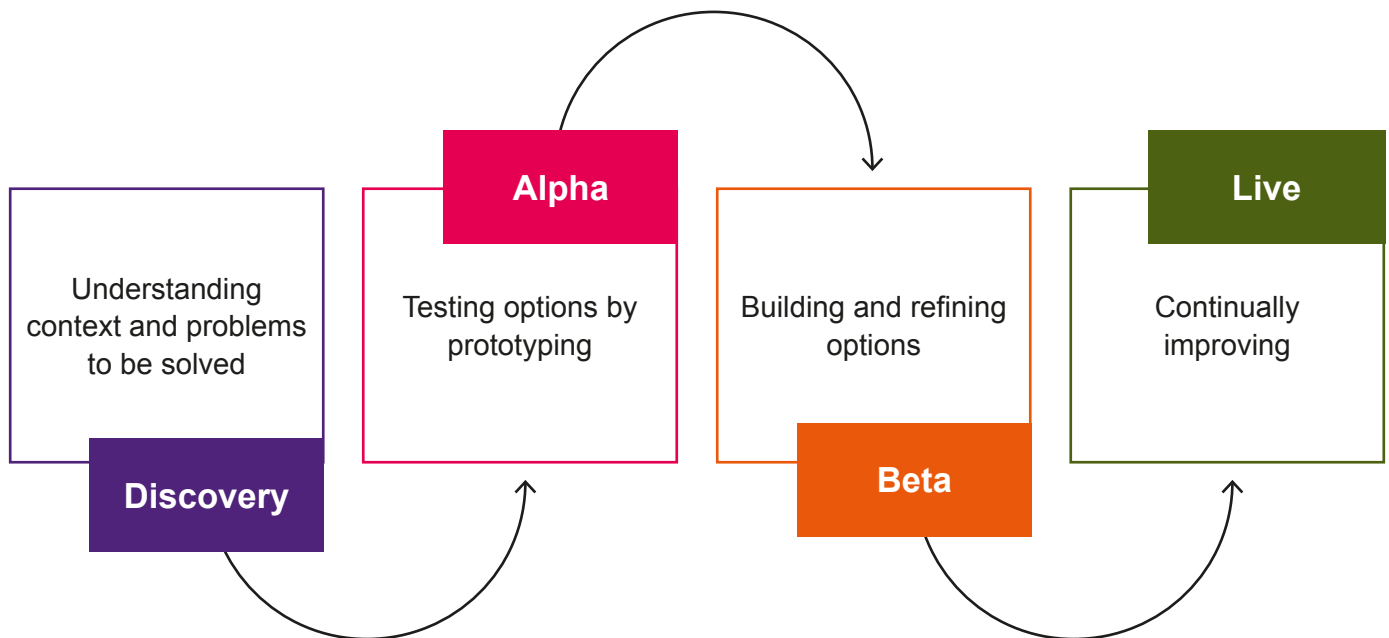 Understanding
context and problems
to be solved
Discovery
Alpha
Testing options by
prototyping
Building and refining
options
Beta
Live
Continually
improving